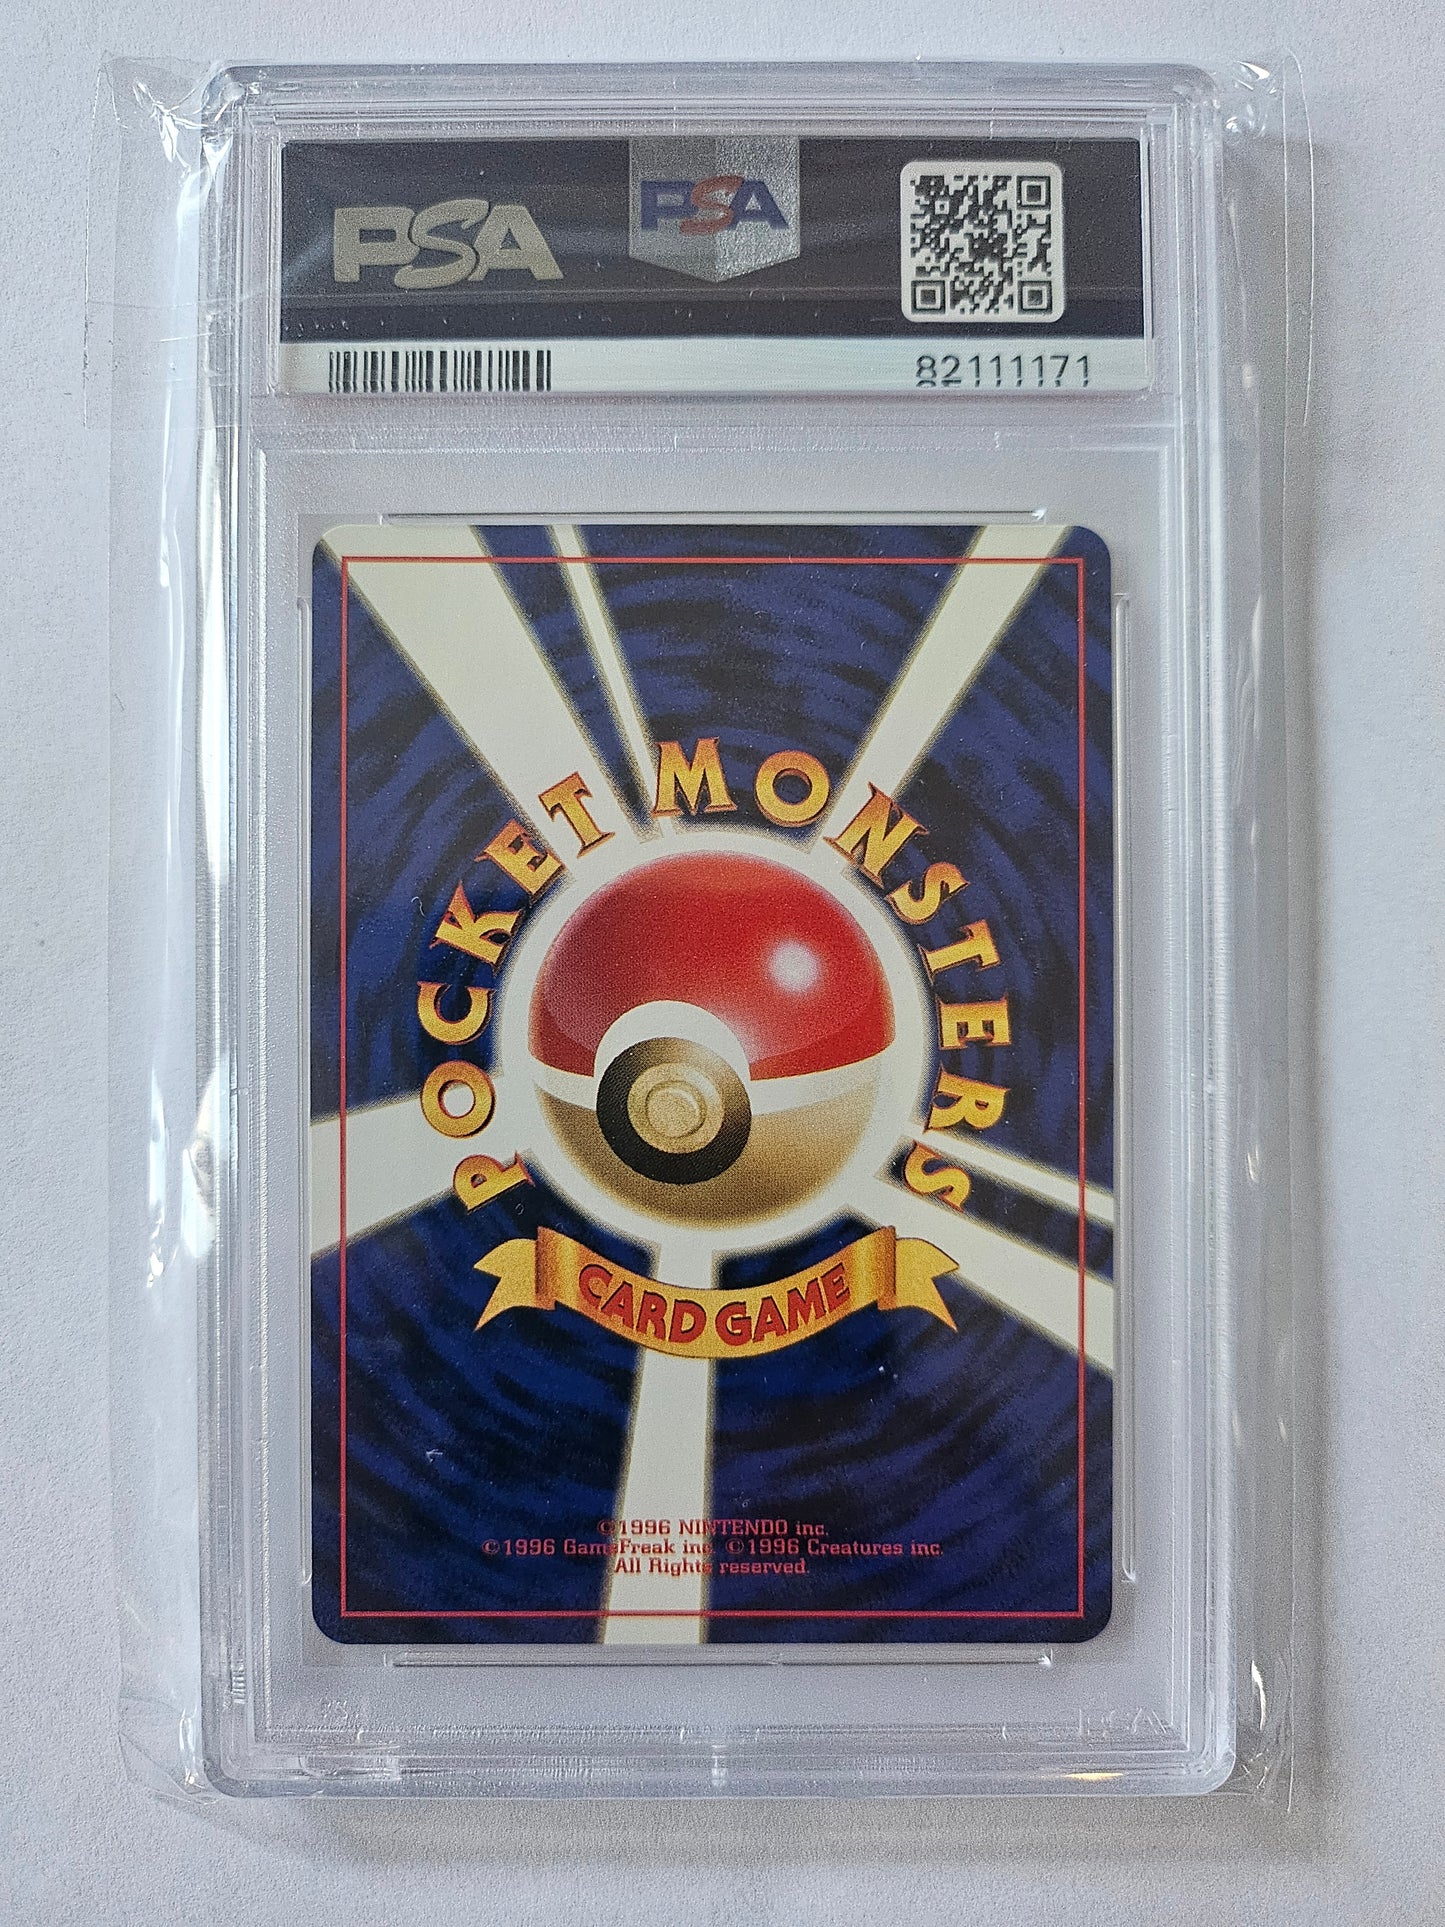 PSA
PSA
82111171
POCKET MONSTERS
CARD GAME
©1996 NINTENDO inc.
©1996 GameFreak inc. ©1996 Creatures inc.
All Rights reserved.